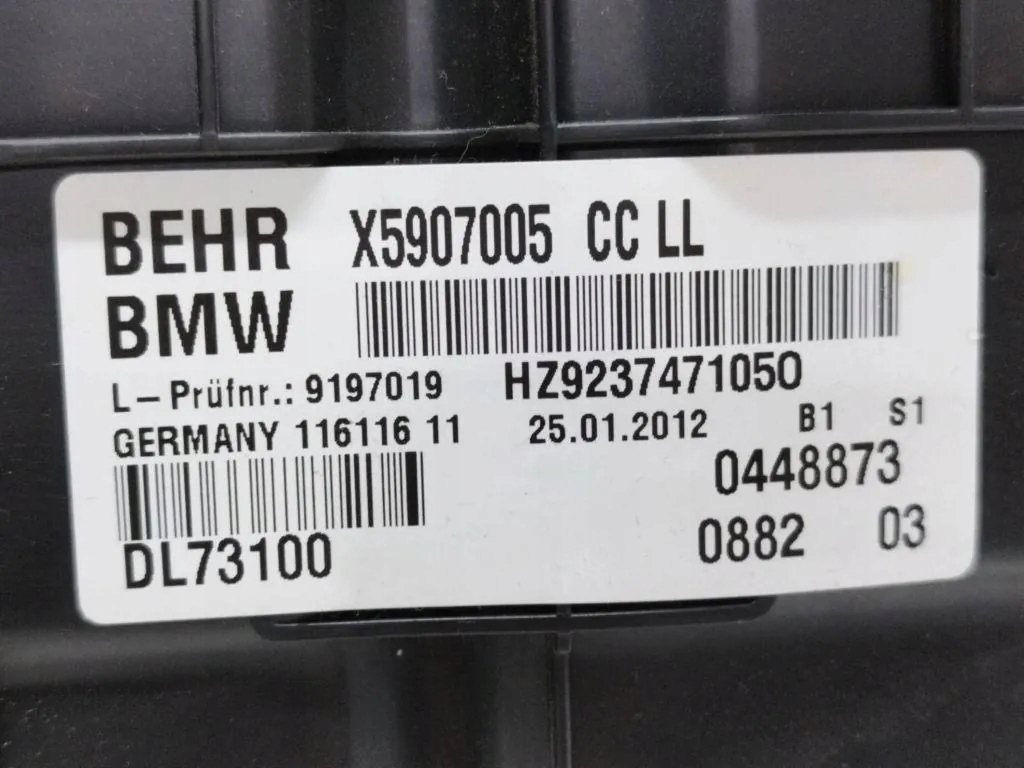 BEHR X5907005 CC LL
BMW
L-Prüfnr.: 9197019 HZ9237471050
GERMANY 116116 11 25.01.2012 B1 S1
0448873
DL73100 0882 03